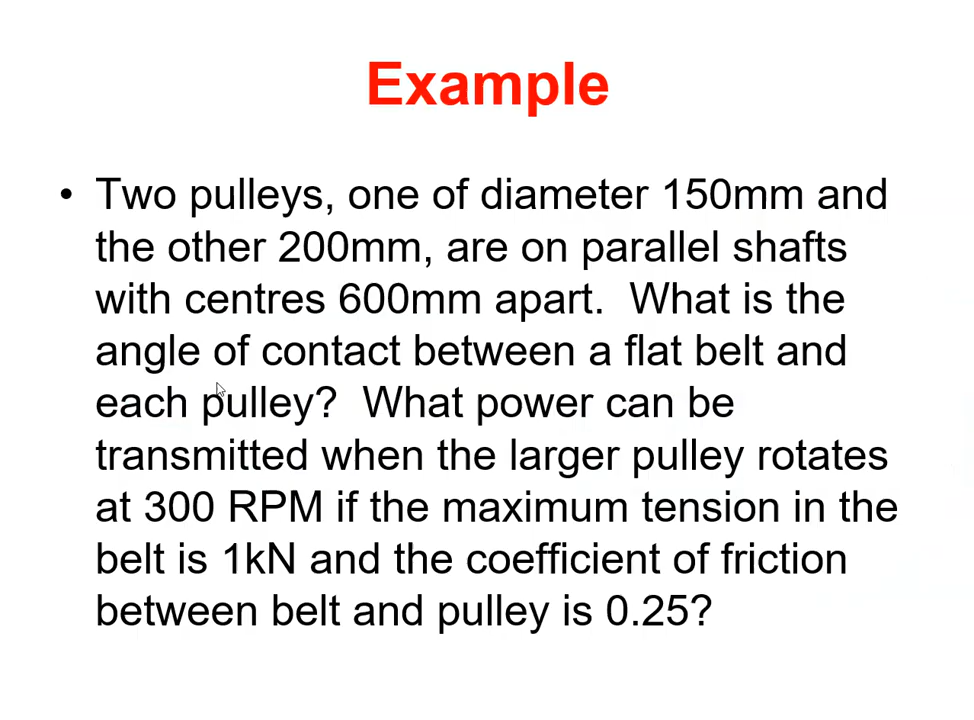 Example
• Two pulleys, one of diameter 150mm and
the other 200mm, are on parallel shafts
with centres 600mm apart.  What is the
angle of contact between a flat belt and
each pulley?  What power can be
transmitted when the larger pulley rotates
at 300 RPM if the maximum tension in the
belt is 1kN and the coefficient of friction
between belt and pulley is 0.25?